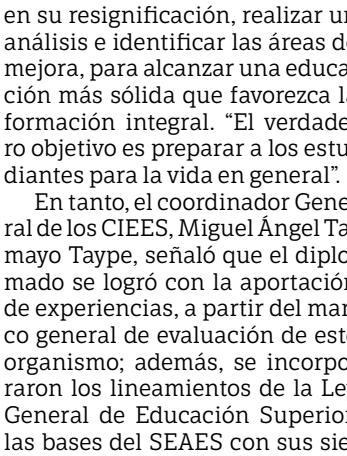 en su resignificación, realizar un
análisis e identificar las áreas de
mejora, para alcanzar una educa
ción más sólida que favorezca la
formación integral. “El verdade
ro objetivo es preparar a los estu
diantes para la vida en general”.
En tanto, el coordinador Gene
ral de los CIEES, Miguel Ángel Ta
mayo Taype, señaló que el diplo
mado se logró con la aportación
de experiencias, a partir del mar
co general de evaluación de este
organismo; además, se incorpo
raron los lineamientos de la Ley
General de Educación Superior
las bases del SEAES con sus sie